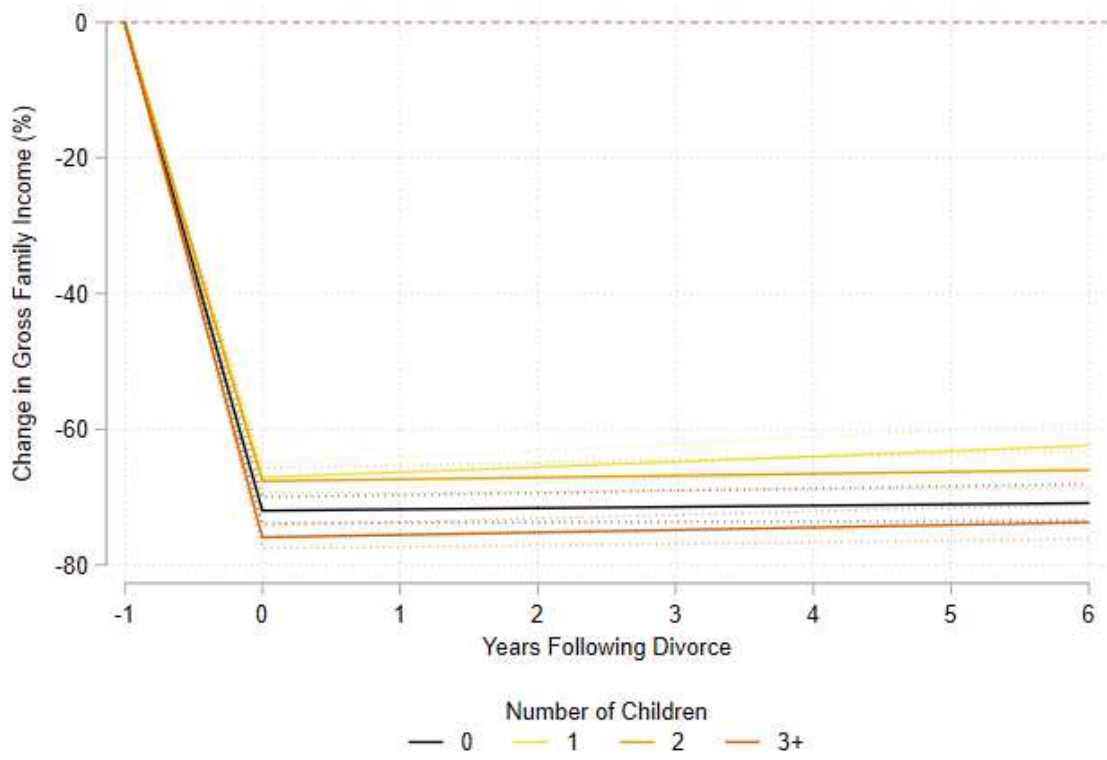 Change in Gross Family Income (%)
0
-20
-40
-60
-80
-1 0 1 2 3 4 5 6
Years Following Divorce
Number of Children
0 1 2 3+